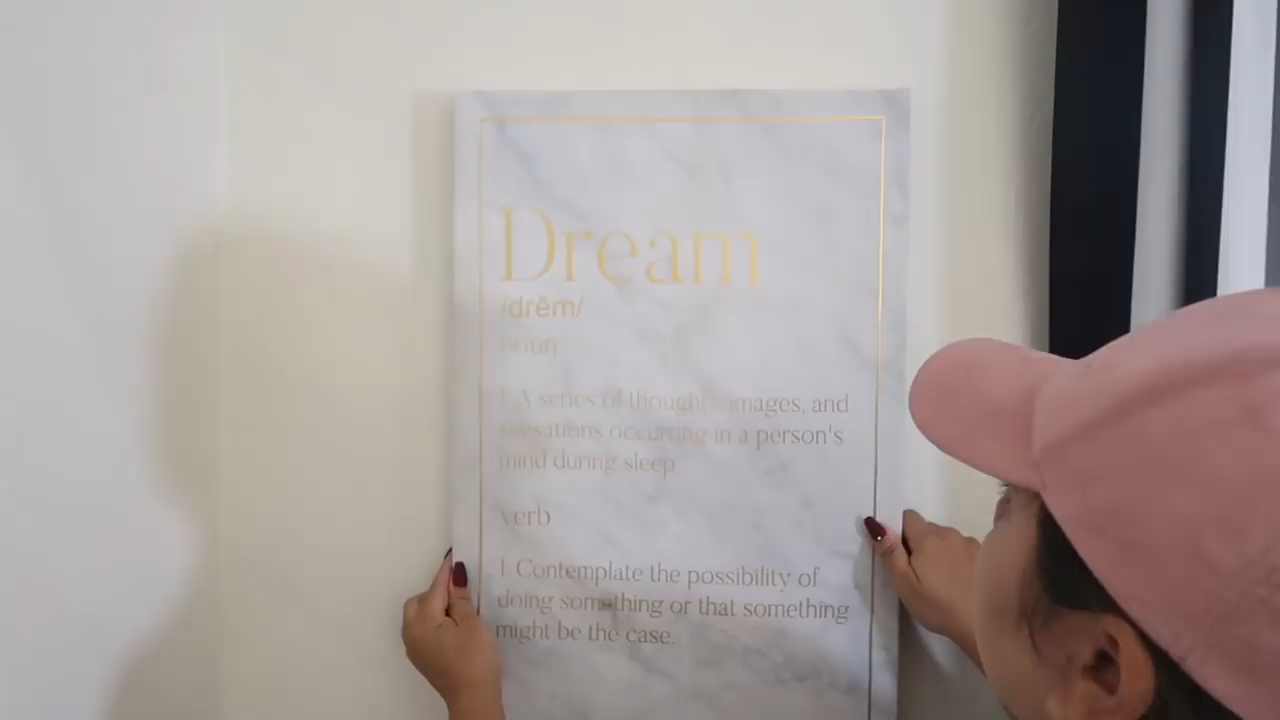 Dream
/drēm/
noun
1. A series of thoughts, images, and
sensations occurring in a person's
mind during sleep
verb
1. Contemplate the possibility of
doing something or that something
might be the case.